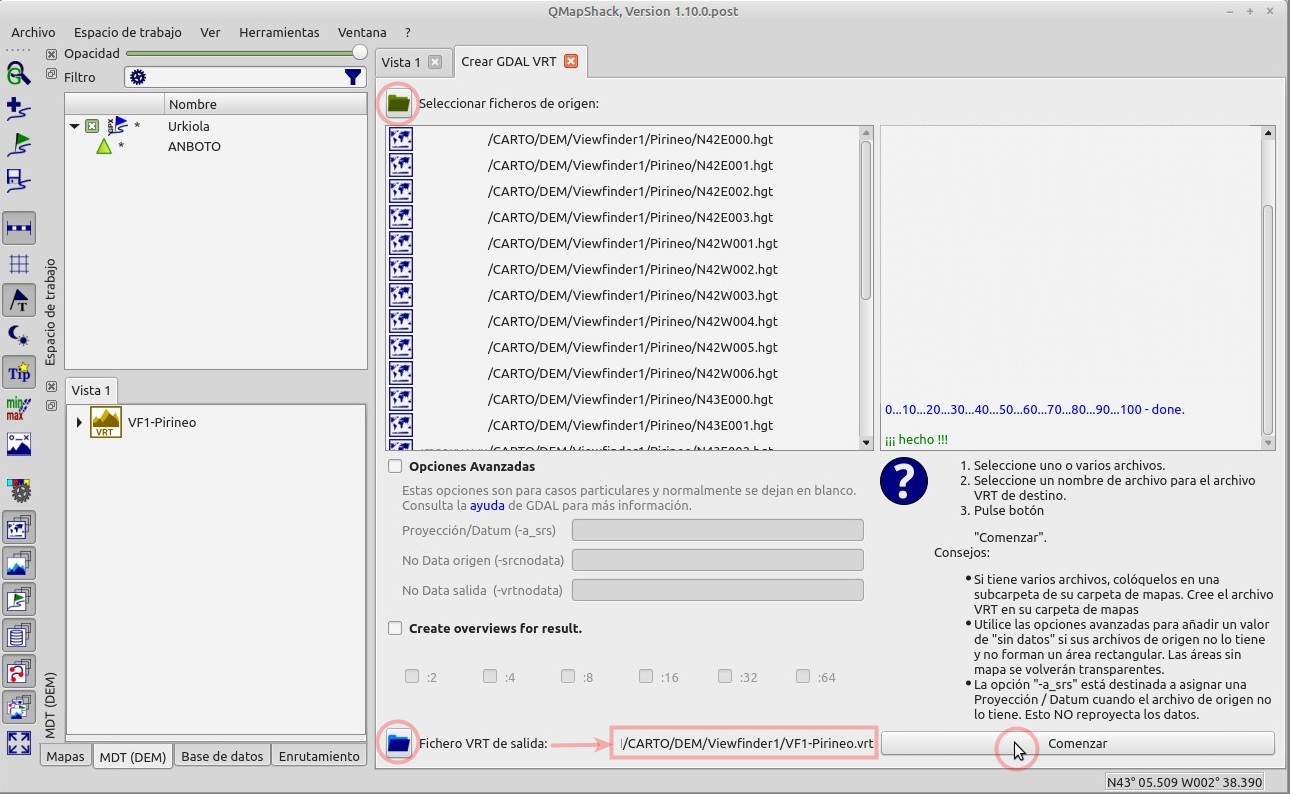 QMapShack, Version 1.10.0.post
Archivo Espacio de trabajo Ver Herramientas Ventana ?
Opacidad
Filtro
Nombre
Urkiola
ANBOTO
Espacio de trabajo
Vista 1
VRT
VF1-Pirineo
MDT (DEM)
Mapas MDT (DEM) Base de datos Enrutamiento
Tip
min
max
GPX
Vista 1 Crear GDAL VRT
Seleccionar ficheros de origen:
/CARTO/DEM/Viewfinder1/Pirineo/N42E000.hgt
/CARTO/DEM/Viewfinder1/Pirineo/N42E001.hgt
/CARTO/DEM/Viewfinder1/Pirineo/N42E002.hgt
/CARTO/DEM/Viewfinder1/Pirineo/N42E003.hgt
/CARTO/DEM/Viewfinder1/Pirineo/N42W001.hgt
/CARTO/DEM/Viewfinder1/Pirineo/N42W002.hgt
/CARTO/DEM/Viewfinder1/Pirineo/N42W003.hgt
/CARTO/DEM/Viewfinder1/Pirineo/N42W004.hgt
/CARTO/DEM/Viewfinder1/Pirineo/N42W005.hgt
/CARTO/DEM/Viewfinder1/Pirineo/N42W006.hgt
/CARTO/DEM/Viewfinder1/Pirineo/N43E000.hgt
/CARTO/DEM/Viewfinder1/Pirineo/N43E001.hgt
0...10...20...30...40...50...60...70...80...90...100 - done.
¡¡¡ hecho !!!
Opciones Avanzadas
Estas opciones son para casos particulares y normalmente se dejan en blanco.
Consulta la ayuda de GDAL para más información.
Proyección/Datum (-a_srs)
No Data origen (-srcnodata)
No Data salida (-vrtnodata)
Create overviews for result.
:2 :4 :8 :16 :32 :64
Fichero VRT de salida: /CARTO/DEM/Viewfinder1/VF1-Pirineo.vrt
?
1. Seleccione uno o varios archivos.
2. Seleccione un nombre de archivo para el archivo
VRT de destino.
3. Pulse botón
"Comenzar".
Consejos:
• Si tiene varios archivos, colóquelos en una
subcarpeta de su carpeta de mapas. Cree el archivo
VRT en su carpeta de mapas
• Utilice las opciones avanzadas para añadir un valor
de "sin datos" si sus archivos de origen no lo tiene
y no forman un área rectangular. Las áreas sin
mapa se volverán transparentes.
• La opción "-a_srs" está destinada a asignar una
Proyección / Datum cuando el archivo de origen no
lo tiene. Esto NO reproyecta los datos.
Comenzar
N43° 05.509 W002° 38.390